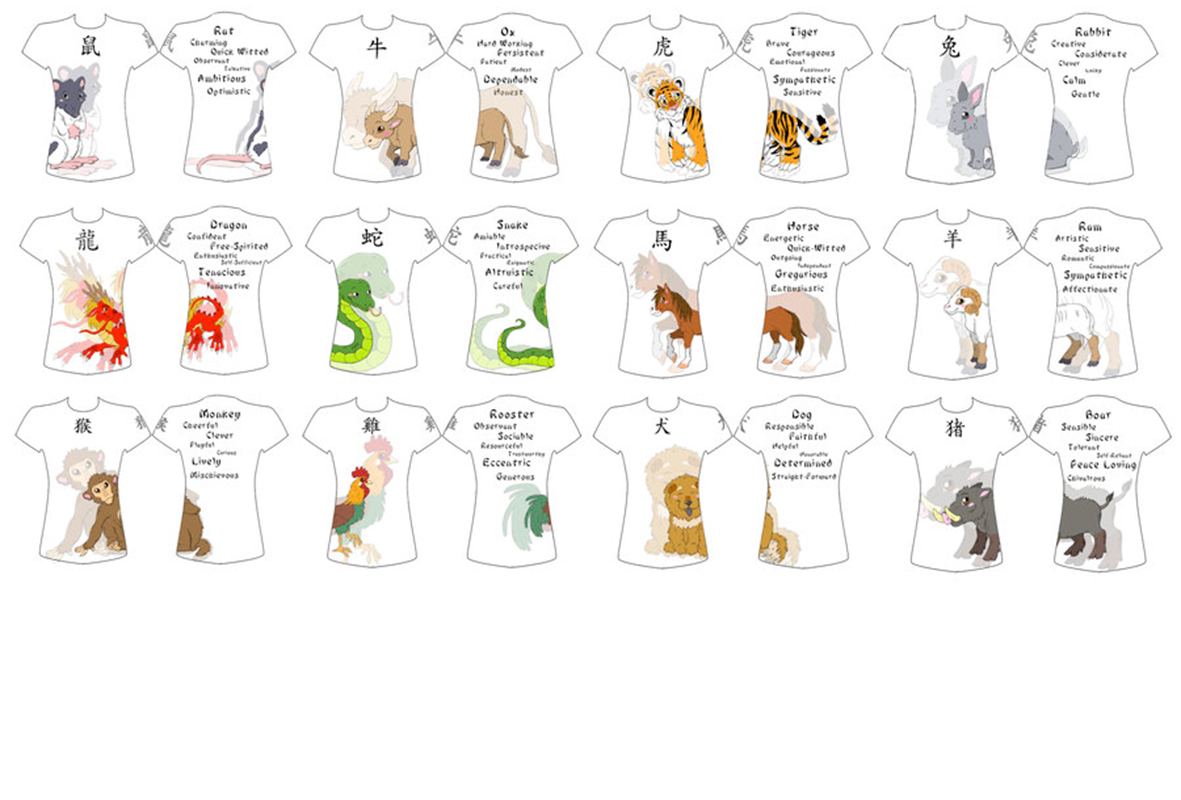 鼠
Rat
Charming
Quick Witted
Observant
Talkative
Ambitious
Optimistic
牛
Ox
Hard Working
Persistent
Patient
Modest
Dependable
Honest
虎
Tiger
Brave
Courageous
Emotional
Passionate
Sympathetic
Sensitive
兔
Rabbit
Creative
Considerate
Clever
Calm
Gentle
龍
Dragon
Confident
Free-Spirited
Enthusiastic
Self-Sufficient
Tenacious
Innovative
蛇
Snake
Amiable
Introspecive
Practical
Enigmatic
Altruistic
Careful
馬
Horse
Energetic
Quick-Witted
Outgoing
Independent
Gregarious
Enthusiastic
羊
Ram
Artistic
Sensitive
Romantic
Compassionate
Sympathetic
Affectionate
猴
Monkey
Cheerful
Clever
Playful
Curious
Lively
Mischievous
雞
Rooster
Observant
Sociable
Resourceful
Trustworthy
Eccentric
Generous
犬
Dog
Responsible
Faithful
Helpful
Honorable
Determined
Straight-Forward
猪
Boar
Sensible
Sincere
Tolerant
Self-Reliant
Peace Loving
Chivalrous